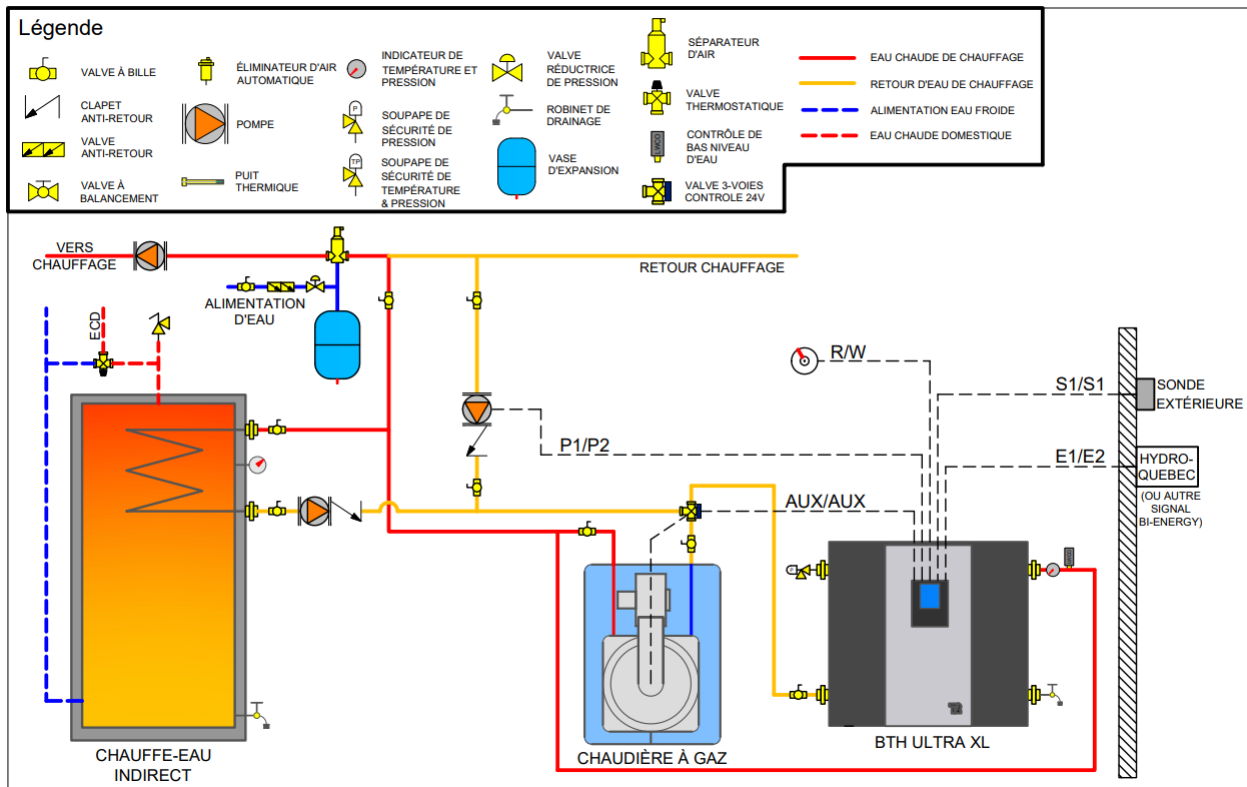 Légende
VALVE À BILLE
CLAPET
ANTI-RETOUR
VALVE
ANTI-RETOUR
VALVE À
BALANCEMENT
ÉLIMINATEUR D'AIR
AUTOMATIQUE
POMPE
PUIT
THERMIQUE
INDICATEUR DE
TEMPÉRATURE ET
PRESSION
P
SOUPAPE DE
SÉCURITÉ DE
PRESSION
TP
SOUPAPE DE
SÉCURITÉ DE
TEMPÉRATURE
& PRESSION
VALVE
RÉDUCTRICE
DE PRESSION
ROBINET DE
DRAINAGE
VASE
D'EXPANSION
SÉPARATEUR
D'AIR
VALVE
THERMOSTATIQUE
LWCO
CONTRÔLE DE
BAS NIVEAU
D'EAU
VALVE 3-VOIES
CONTROLE 24V
EAU CHAUDE DE CHAUFFAGE
RETOUR D'EAU DE CHAUFFAGE
ALIMENTATION EAU FROIDE
EAU CHAUDE DOMESTIQUE
VERS
CHAUFFAGE
RETOUR CHAUFFAGE
ALIMENTATION
D'EAU
ECD
R/W
S1/S1
SONDE
EXTÉRIEURE
P1/P2
E1/E2
HYDRO-
QUEBEC
(OU AUTRE
SIGNAL
BI-ENERGY)
AUX/AUX
P
LWCO
CHAUFFE-EAU
INDIRECT
CHAUDIÈRE À GAZ
BTH ULTRA XL